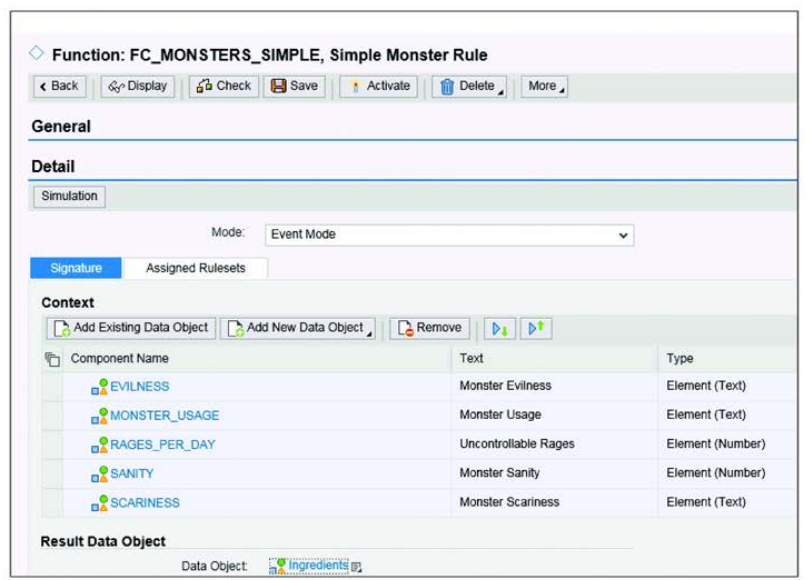 Function: FC_MONSTERS_SIMPLE, Simple Monster Rule
Back Display Check Save Activate Delete More
General
Detail
Simulation
Mode: Event Mode
Signature Assigned Rulesets
Context
Add Existing Data Object Add New Data Object Remove
Component Name Text Type
EVILNESS Monster Evilness Element (Text)
MONSTER_USAGE Monster Usage Element (Text)
RAGES_PER_DAY Uncontrollable Rages Element (Number)
SANITY Monster Sanity Element (Number)
SCARINESS Monster Scariness Element (Text)
Result Data Object
Data Object: Ingredients